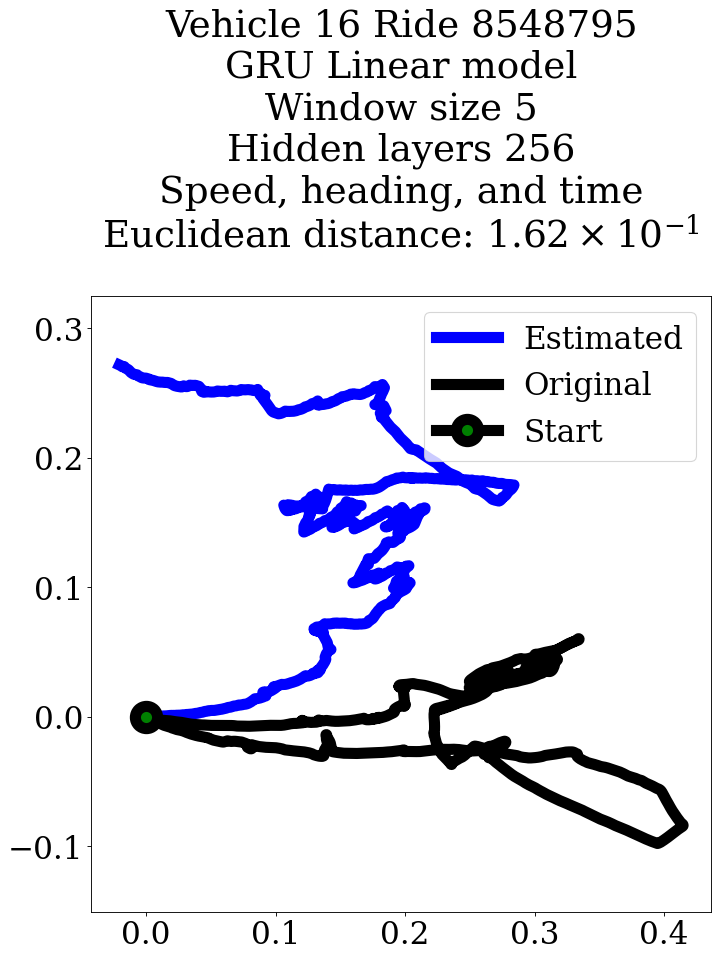 Vehicle 16 Ride 8548795
GRU Linear model
Window size 5
Hidden layers 256
Speed, heading, and time
Euclidean distance: 1.62 × 10⁻¹
Estimated
Original
Start
0.3
0.2
0.1
0.0
−0.1
0.0 0.1 0.2 0.3 0.4